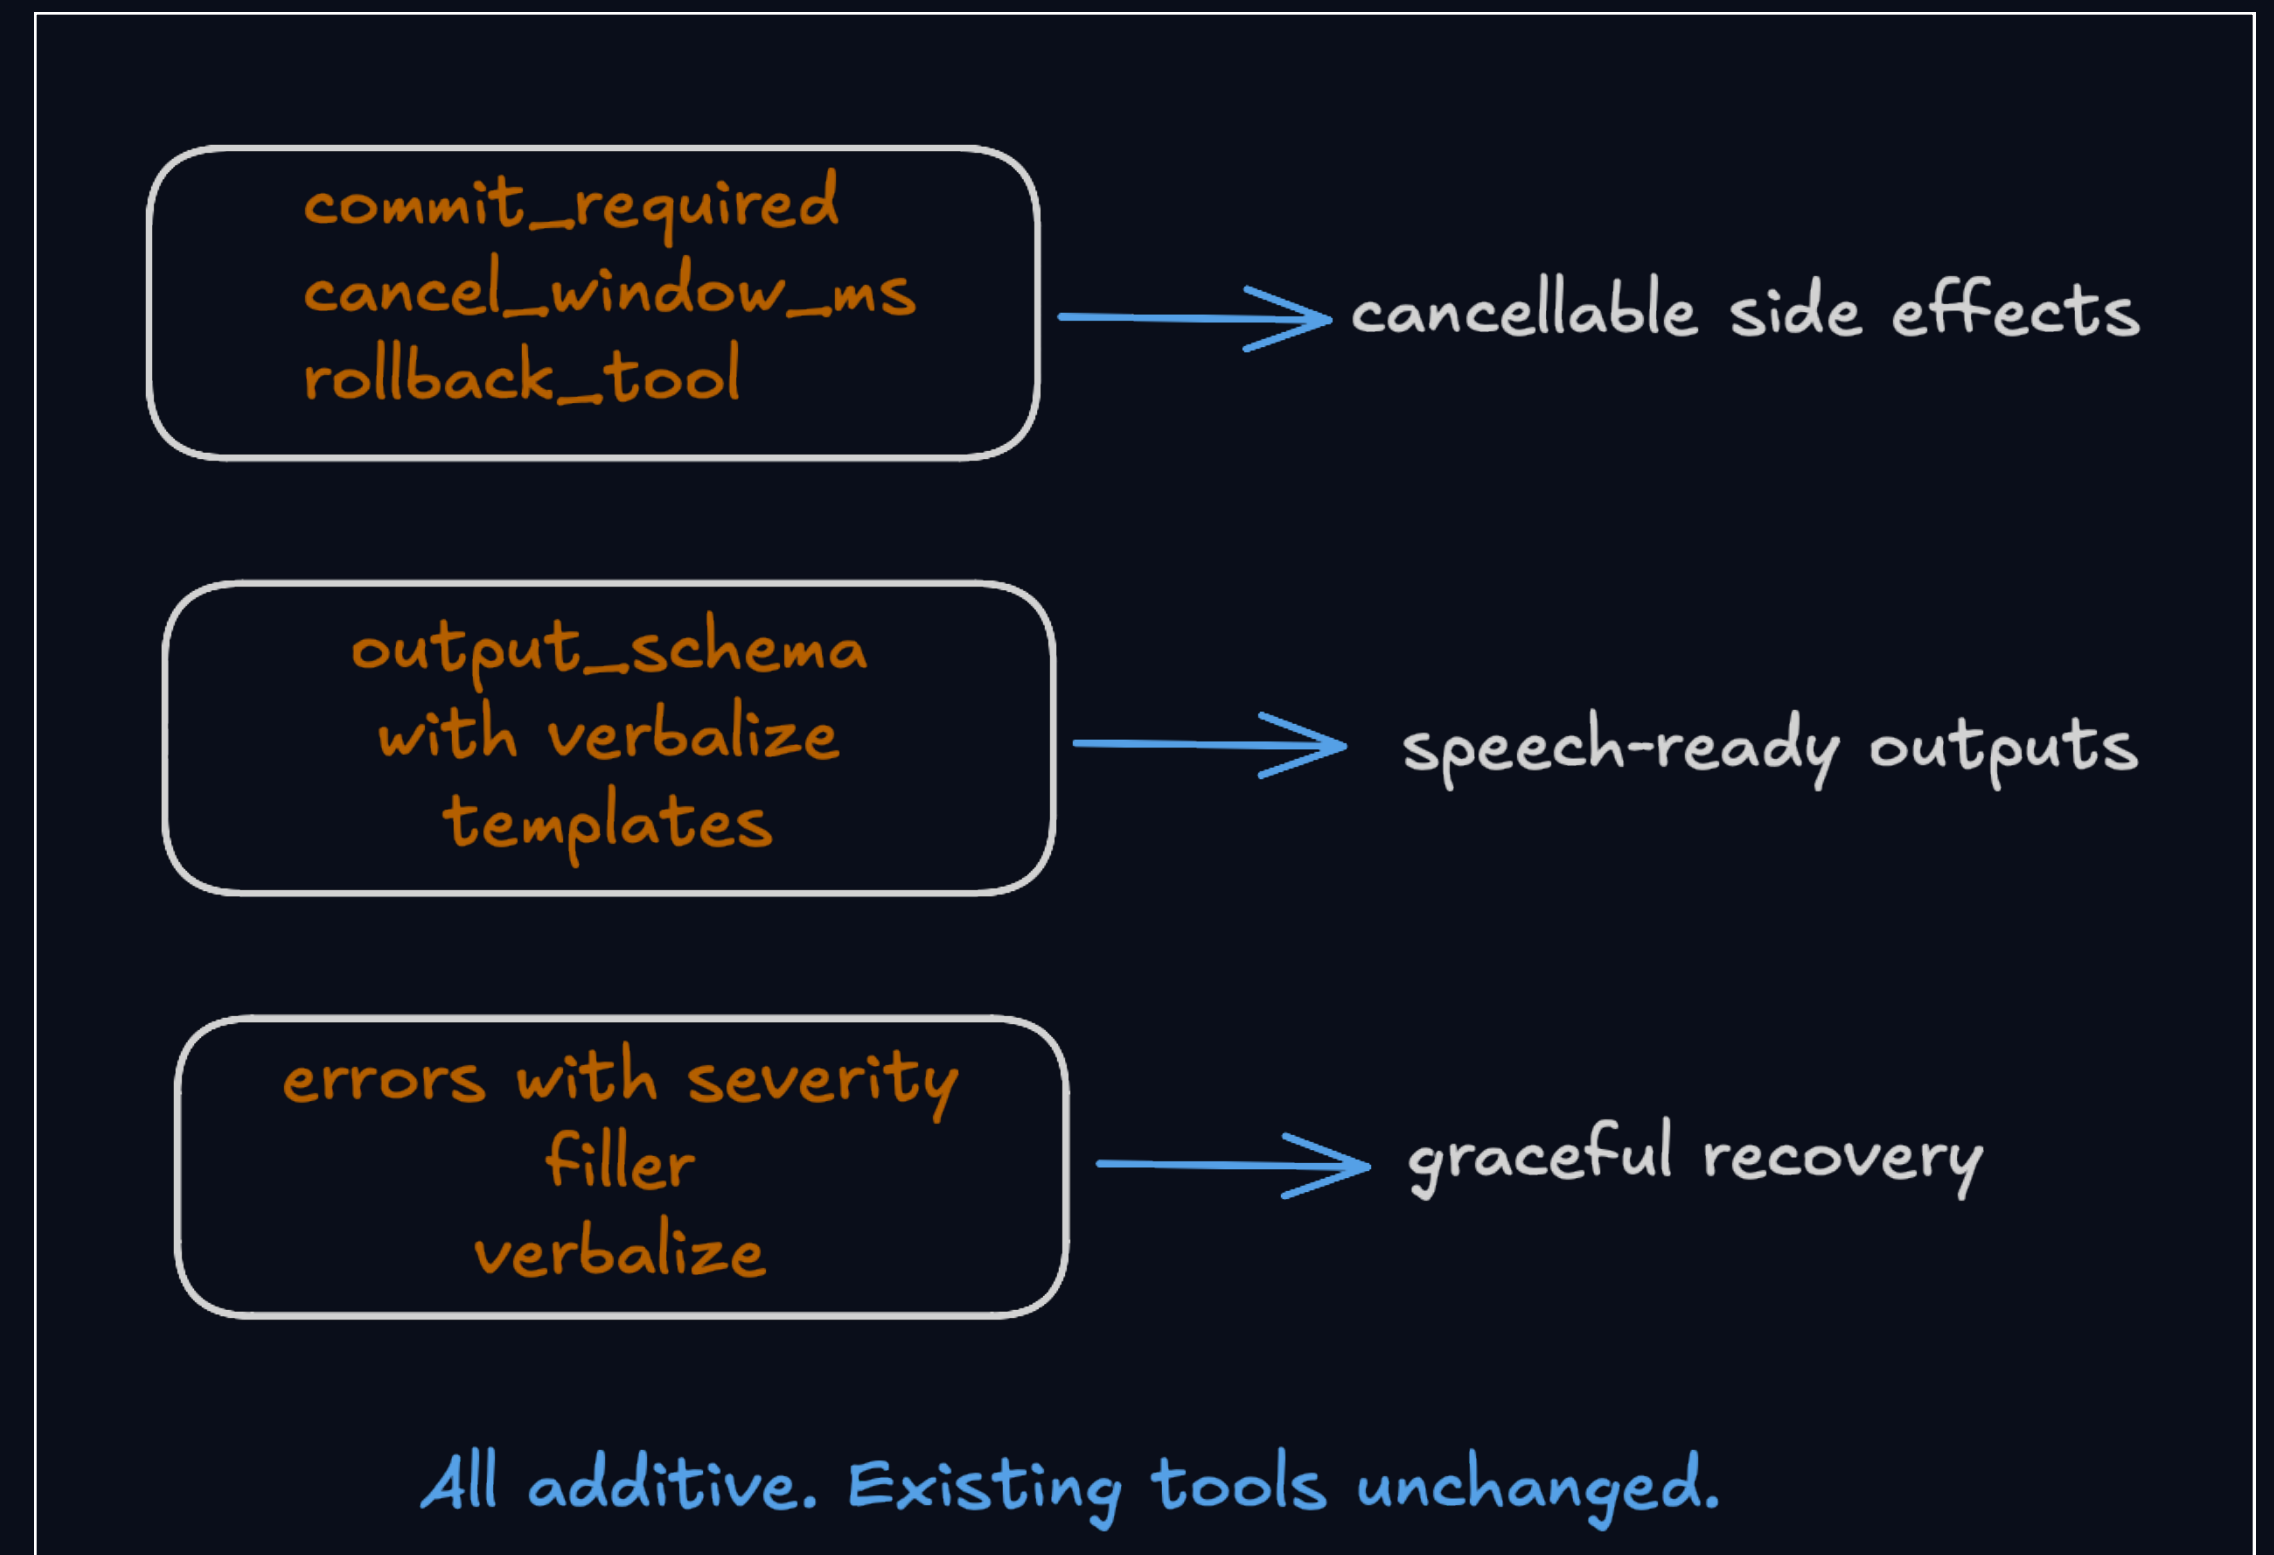 commit_required
cancel_window_ms
rollback_tool
cancellable side effects
output_schema
with verbalize
templates
speech-ready outputs
errors with severity
filler
verbalize
graceful recovery
All additive. Existing tools unchanged.